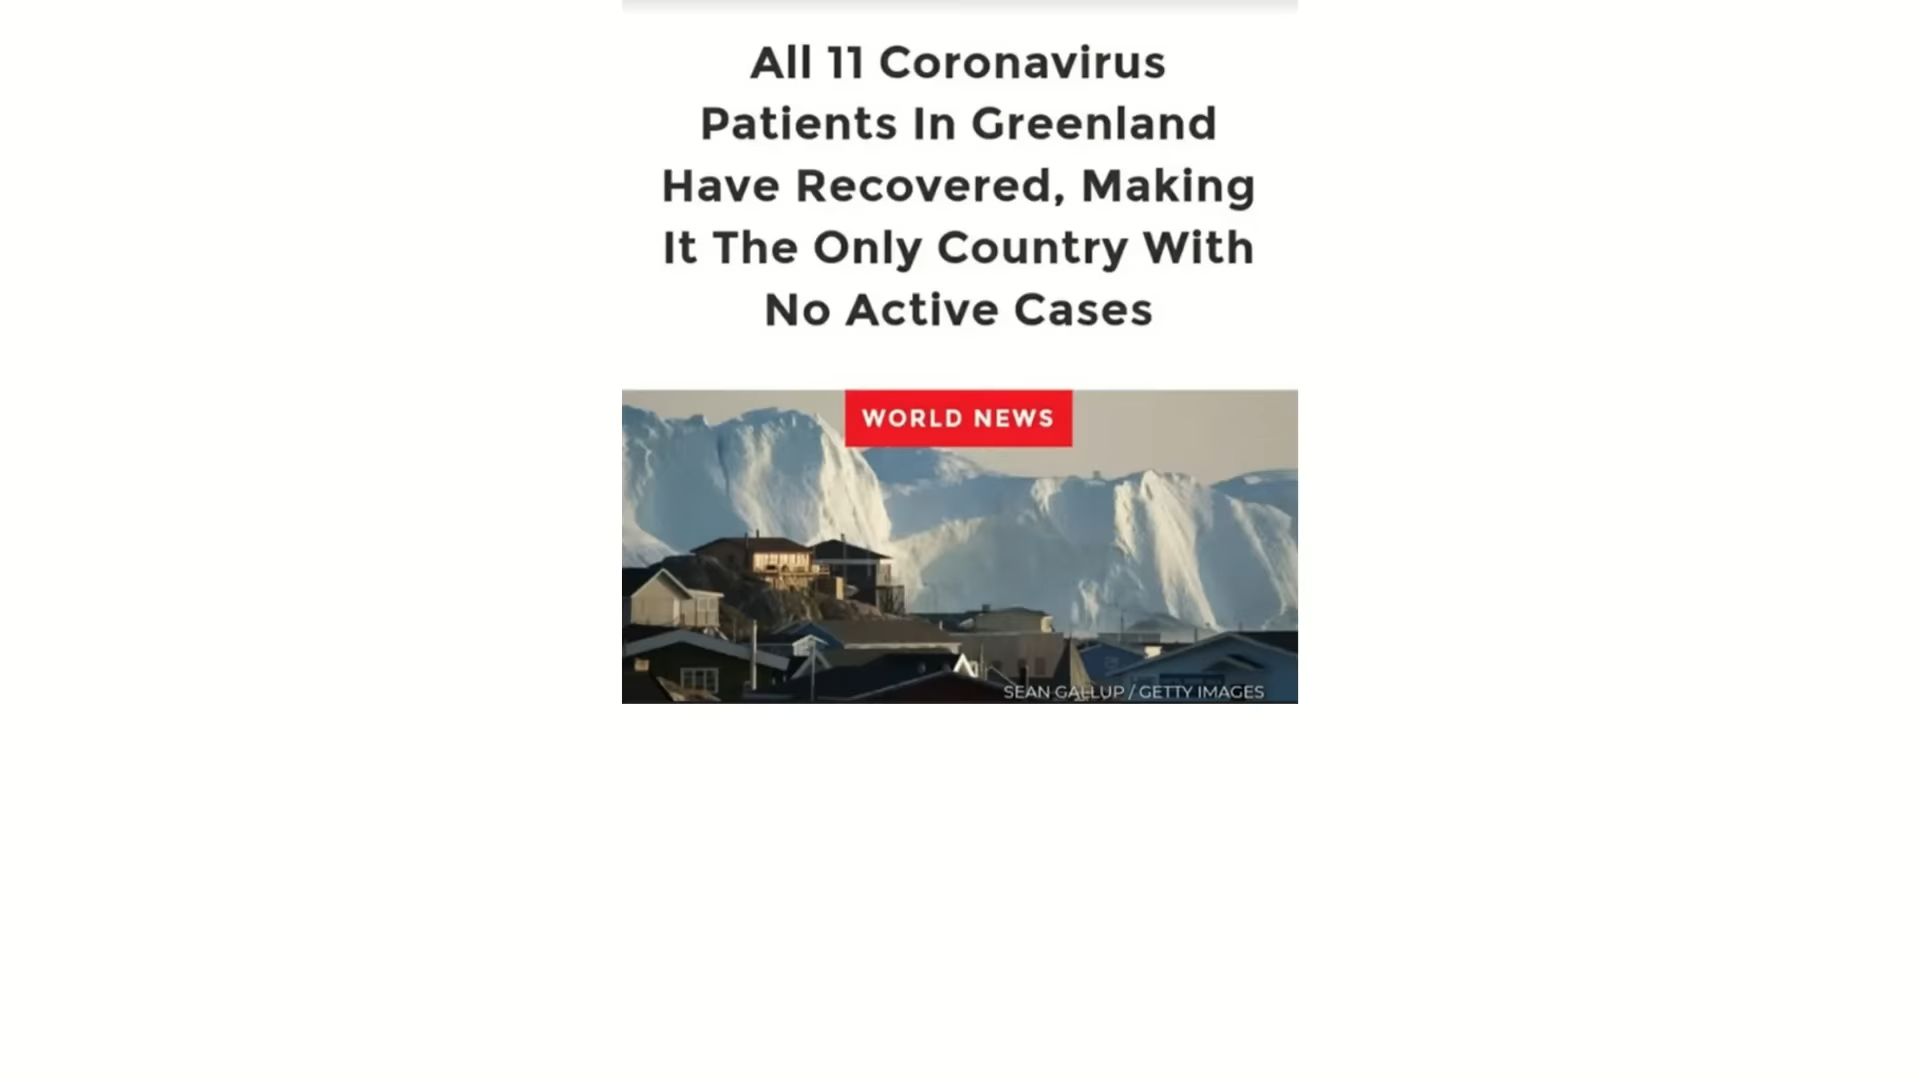 All 11 Coronavirus
Patients In Greenland
Have Recovered, Making
It The Only Country With
No Active Cases
WORLD NEWS
SEAN GALLUP / GETTY IMAGES